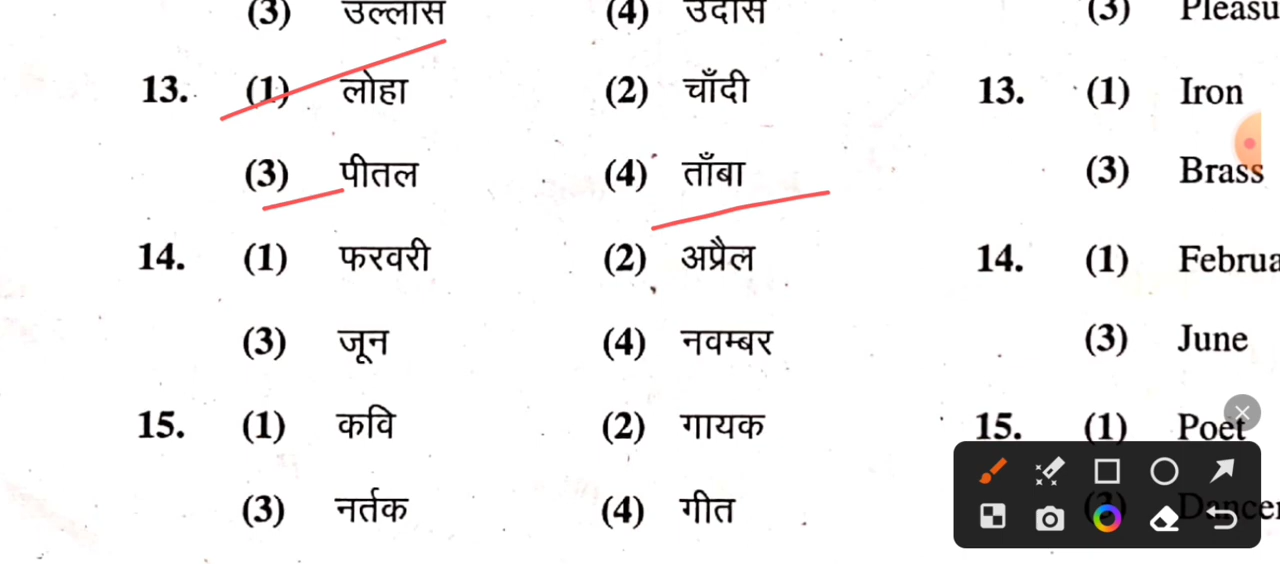 (3) उल्लास (4) उदास (3) Pleasu
13. (1) लोहा (2) चाँदी 13. (1) Iron
(3) पीतल (4) ताँबा (3) Brass
14. (1) फरवरी (2) अप्रैल 14. (1) Februa
(3) जून (4) नवम्बर (3) June
15. (1) कवि (2) गायक 15. (1) Poet
(3) नर्तक (4) गीत (3) Dancer